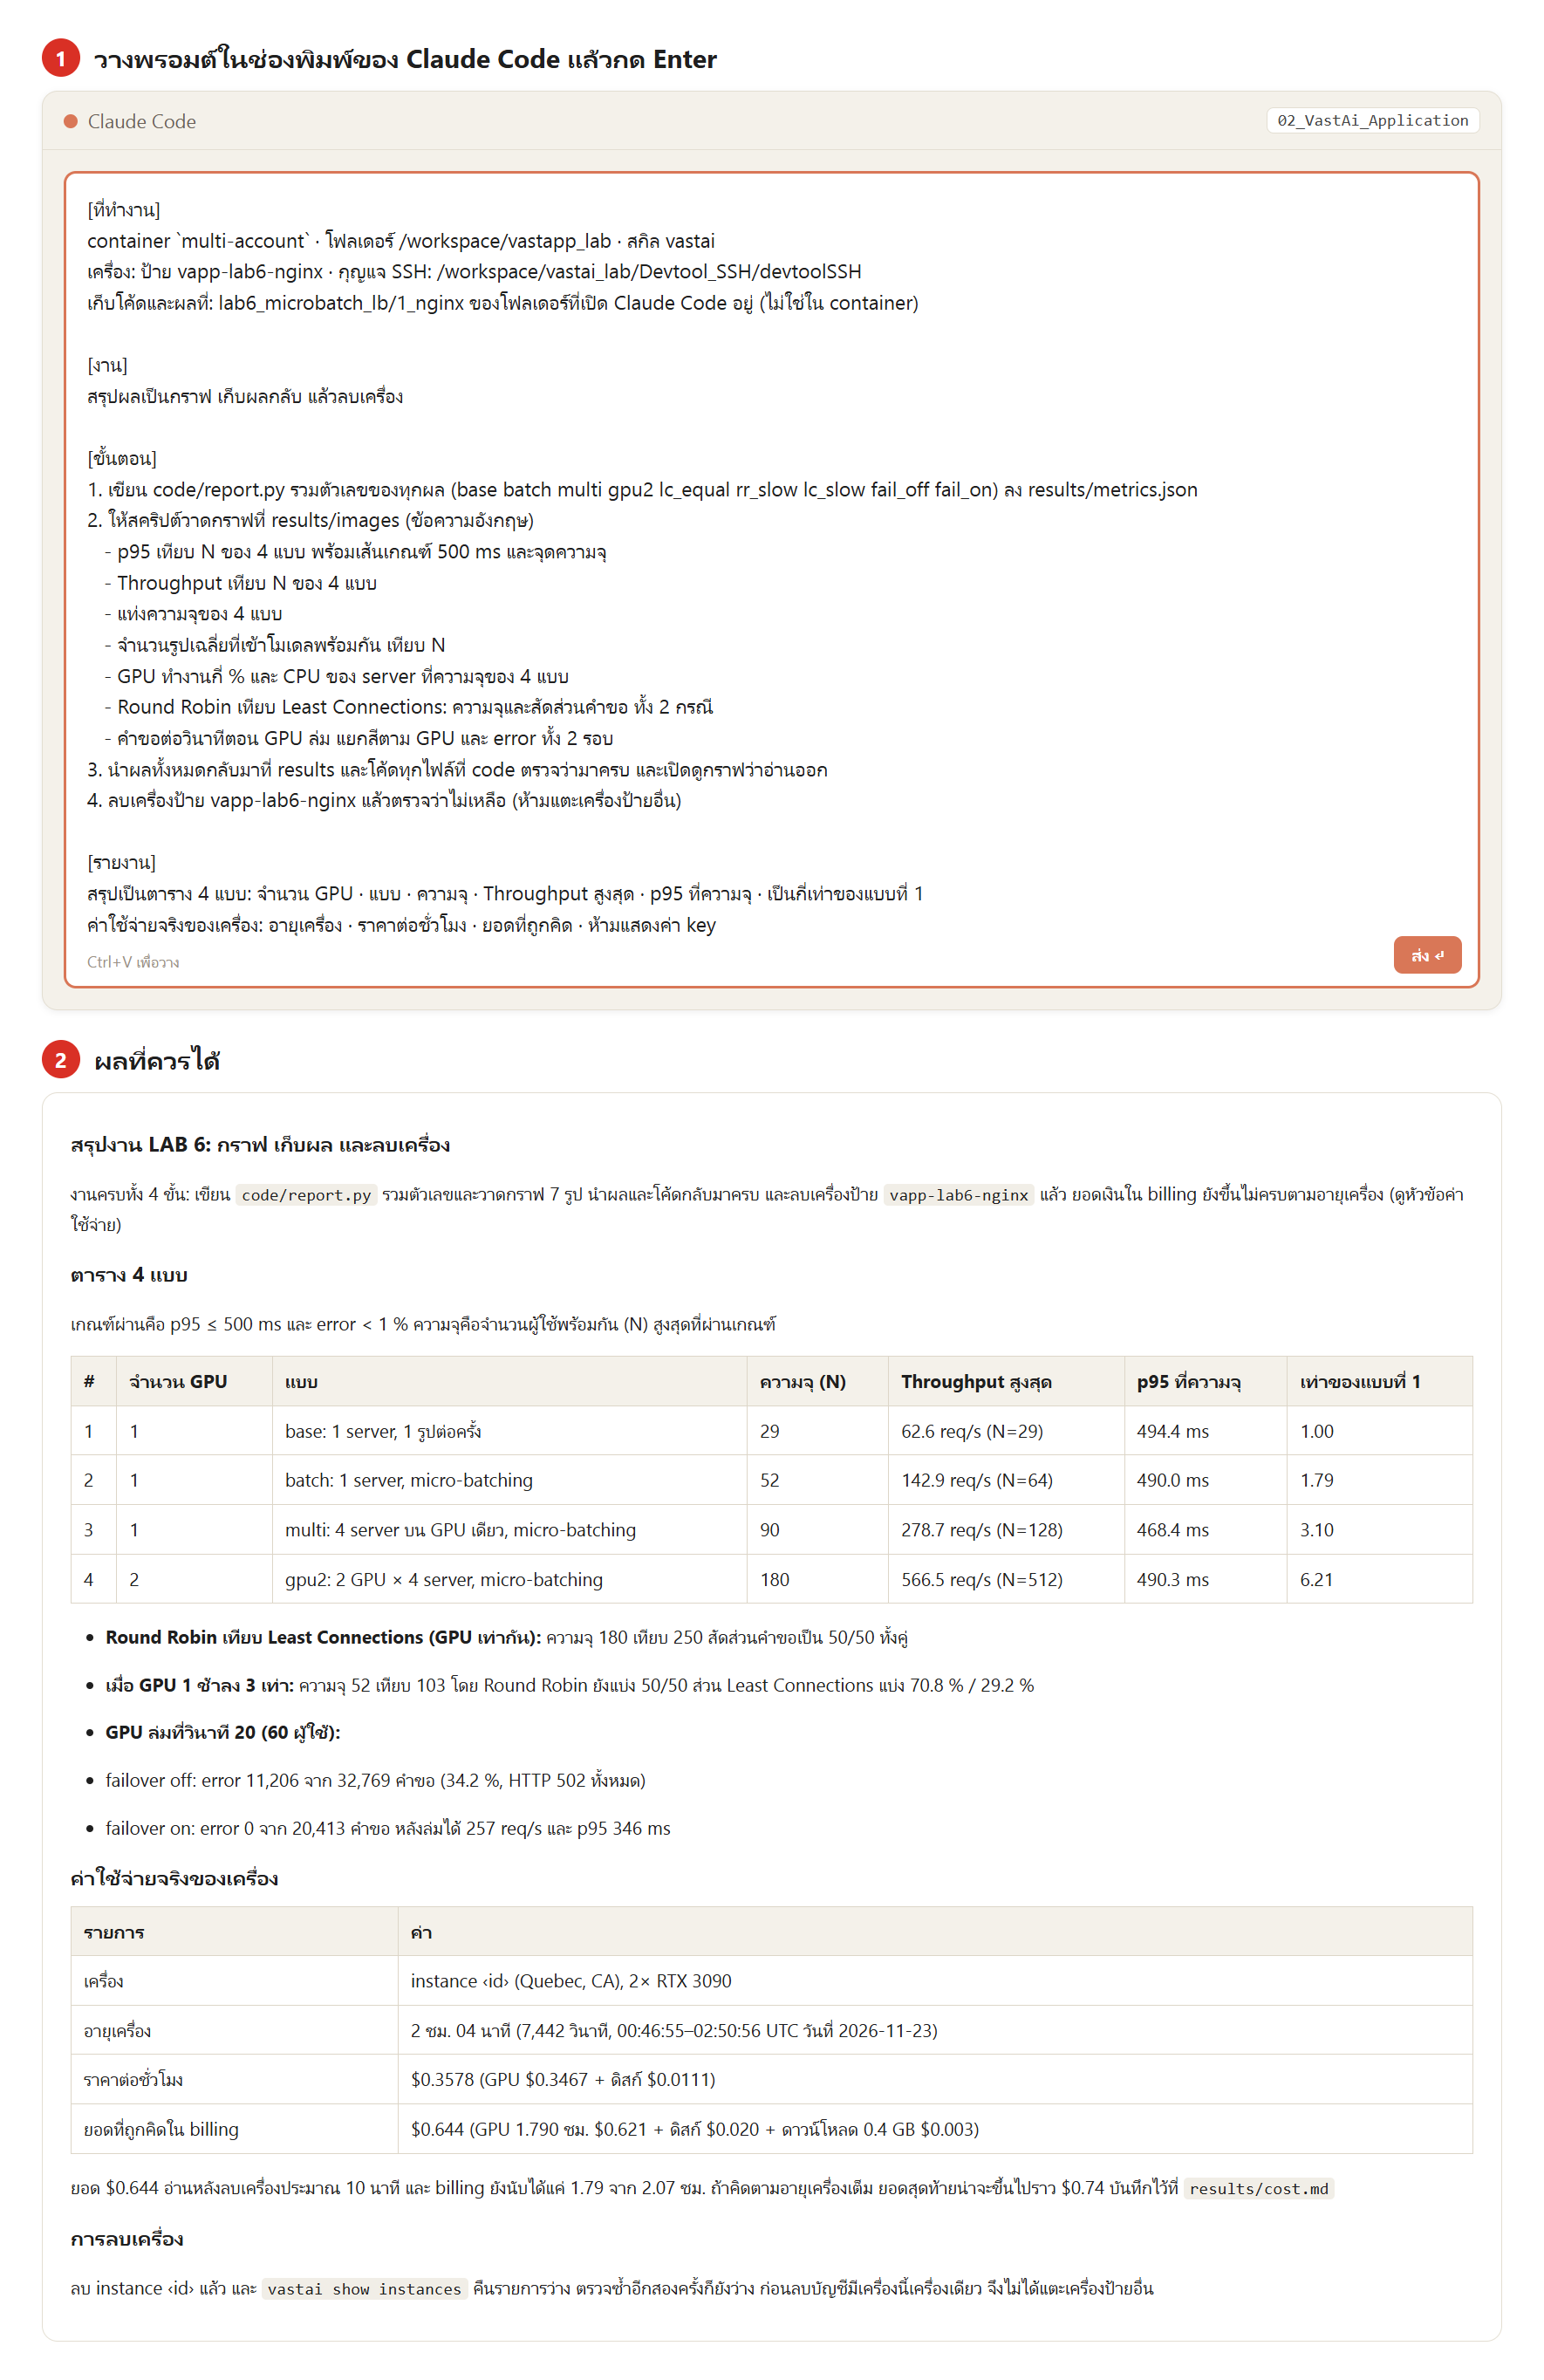 1 วางพรอมต์ในช่องพิมพ์ของ Claude Code แล้วกด Enter
Claude Code
02_VastAi_Application
[ที่ทำงาน]
container `multi-account` · โฟลเดอร์ /workspace/vastapp_lab · สกิล vastai
เครื่อง: ป้าย vapp-lab6-nginx · กุญแจ SSH: /workspace/vastai_lab/Devtool_SSH/devtoolSSH
เก็บโค้ดและผลที่: lab6_microbatch_lb/1_nginx ของโฟลเดอร์ที่เปิด Claude Code อยู่ (ไม่ใช่ใน container)
[งาน]
สรุปผลเป็นกราฟ เก็บผลกลับ แล้วลบเครื่อง
[ขั้นตอน]
1. เขียน code/report.py รวมตัวเลขของทุกผล (base batch multi gpu2 lc_equal rr_slow lc_slow fail_off fail_on) ลง results/metrics.json
2. ให้สคริปต์วาดกราฟที่ results/images (ข้อความอังกฤษ)
- p95 เทียบ N ของ 4 แบบ พร้อมเส้นเกณฑ์ 500 ms และจุดความจุ
- Throughput เทียบ N ของ 4 แบบ
- แท่งความจุของ 4 แบบ
- จำนวนรูปเฉลี่ยที่เข้าโมเดลพร้อมกัน เทียบ N
- GPU ทำงานกี่ % และ CPU ของ server ที่ความจุของ 4 แบบ
- Round Robin เทียบ Least Connections: ความจุและสัดส่วนคำขอ ทั้ง 2 กรณี
- คำขอต่อวินาทีตอน GPU ล่ม แยกสีตาม GPU และ error ทั้ง 2 รอบ
3. นำผลทั้งหมดกลับมาที่ results และโค้ดทุกไฟล์ที่ code ตรวจว่ามาครบ และเปิดดูกราฟว่าอ่านออก
4. ลบเครื่องป้าย vapp-lab6-nginx แล้วตรวจว่าไม่เหลือ (ห้ามแตะเครื่องป้ายอื่น)
[รายงาน]
สรุปเป็นตาราง 4 แบบ: จำนวน GPU · แบบ · ความจุ · Throughput สูงสุด · p95 ที่ความจุ · เป็นกี่เท่าของแบบที่ 1
ค่าใช้จ่ายจริงของเครื่อง: อายุเครื่อง · ราคาต่อชั่วโมง · ยอดที่ถูกคิด · ห้ามแสดงค่า key
Ctrl+V เพื่อวาง
ส่ง ⏎
2 ผลที่ควรได้
สรุปงาน LAB 6: กราฟ เก็บผล และลบเครื่อง
งานครบทั้ง 4 ขั้น: เขียน code/report.py รวมตัวเลขและวาดกราฟ 7 รูป นำผลและโค้ดกลับมาครบ และลบเครื่องป้าย vapp-lab6-nginx แล้ว ยอดเงินใน billing ยังขึ้นไม่ครบตามอายุเครื่อง (ดูหัวข้อค่า
ใช้จ่าย)
ตาราง 4 แบบ
เกณฑ์ผ่านคือ p95 ≤ 500 ms และ error < 1 % ความจุคือจำนวนผู้ใช้พร้อมกัน (N) สูงสุดที่ผ่านเกณฑ์
# จำนวน GPU แบบ ความจุ (N) Throughput สูงสุด p95 ที่ความจุ เท่าของแบบที่ 1
1 1 base: 1 server, 1 รูปต่อครั้ง 29 62.6 req/s (N=29) 494.4 ms 1.00
2 1 batch: 1 server, micro-batching 52 142.9 req/s (N=64) 490.0 ms 1.79
3 1 multi: 4 server บน GPU เดียว, micro-batching 90 278.7 req/s (N=128) 468.4 ms 3.10
4 2 gpu2: 2 GPU × 4 server, micro-batching 180 566.5 req/s (N=512) 490.3 ms 6.21
• Round Robin เทียบ Least Connections (GPU เท่ากัน): ความจุ 180 เทียบ 250 สัดส่วนคำขอเป็น 50/50 ทั้งคู่
• เมื่อ GPU 1 ช้าลง 3 เท่า: ความจุ 52 เทียบ 103 โดย Round Robin ยังแบ่ง 50/50 ส่วน Least Connections แบ่ง 70.8 % / 29.2 %
• GPU ล่มที่วินาที 20 (60 ผู้ใช้):
• failover off: error 11,206 จาก 32,769 คำขอ (34.2 %, HTTP 502 ทั้งหมด)
• failover on: error 0 จาก 20,413 คำขอ หลังล่มได้ 257 req/s และ p95 346 ms
ค่าใช้จ่ายจริงของเครื่อง
รายการ ค่า
เครื่อง instance ‹id› (Quebec, CA), 2× RTX 3090
อายุเครื่อง 2 ชม. 04 นาที (7,442 วินาที, 00:46:55–02:50:56 UTC วันที่ 2026-11-23)
ราคาต่อชั่วโมง $0.3578 (GPU $0.3467 + ดิสก์ $0.0111)
ยอดที่ถูกคิดใน billing $0.644 (GPU 1.790 ชม. $0.621 + ดิสก์ $0.020 + ดาวน์โหลด 0.4 GB $0.003)
ยอด $0.644 อ่านหลังลบเครื่องประมาณ 10 นาที และ billing ยังนับได้แค่ 1.79 จาก 2.07 ชม. ถ้าคิดตามอายุเครื่องเต็ม ยอดสุดท้ายน่าจะขึ้นไปราว $0.74 บันทึกไว้ที่ results/cost.md
การลบเครื่อง
ลบ instance ‹id› แล้ว และ vastai show instances คืนรายการว่าง ตรวจซ้ำอีกสองครั้งก็ยังว่าง ก่อนลบบัญชีมีเครื่องนี้เครื่องเดียว จึงไม่ได้แตะเครื่องป้ายอื่น